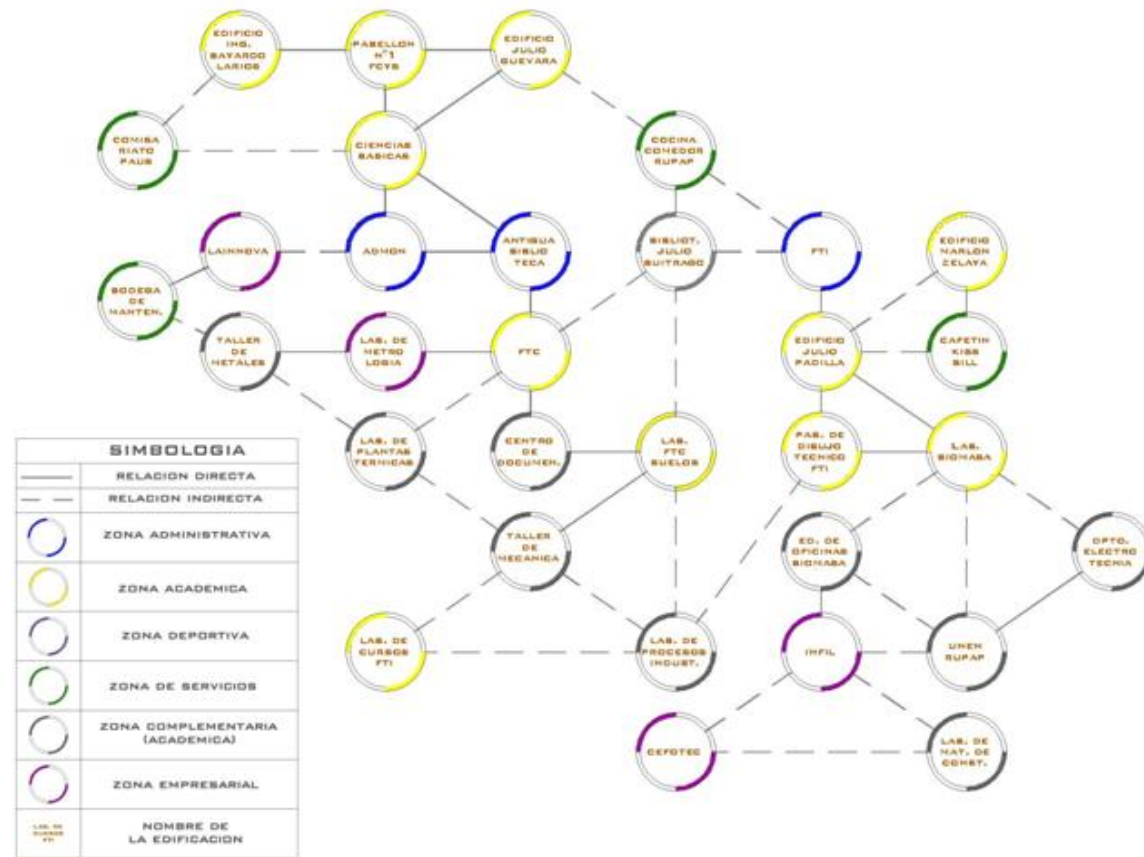 EDIFICIO
ING.
BAYARDO
LARIOS
PABELLON
N°1
FCYS
EDIFICIO
JULIO
GUEVARA
COMISA
RIATO
PAUS
CIENCIAS
BASICAS
COCINA
COMEDOR
RUPAP
LAINNOVA
ADMON
ANTIGUA
BIBLIO
TECA
BIBLIOT.
JULIO
BUITRAGO
FTI
EDIFICIO
MARLON
ZELAYA
BODEGA
DE
MANTEN.
TALLER
DE
METALES
LAB. DE
METRO
LOGIA
FTC
EDIFICIO
JULIO
PADILLA
CAFETIN
KISS
BILL
LAB. DE
PLANTAS
TERMICAS
CENTRO
DE
DOCUMEN.
LAB.
FTC
SUELOS
PAB. DE
DIBUJO
TECNICO
FTI
LAB.
BIOMASA
TALLER
DE
MECANICA
ED. DE
OFICINAS
BIOMASA
DPTO.
ELECTRO
TECNIA
LAB. DE
CURSOS
FTI
LAB. DE
PROCESOS
INDUST.
INFIL
UNEN
RUPAP
CEFOTEC
LAB. DE
MAT. DE
CONST.
SIMBOLOGIA
RELACION DIRECTA
RELACION INDIRECTA
ZONA ADMINISTRATIVA
ZONA ACADEMICA
ZONA DEPORTIVA
ZONA DE SERVICIOS
ZONA COMPLEMENTARIA
(ACADEMICA)
ZONA EMPRESARIAL
LAB. DE
CURSOS
FTI
NOMBRE DE
LA EDIFICACION